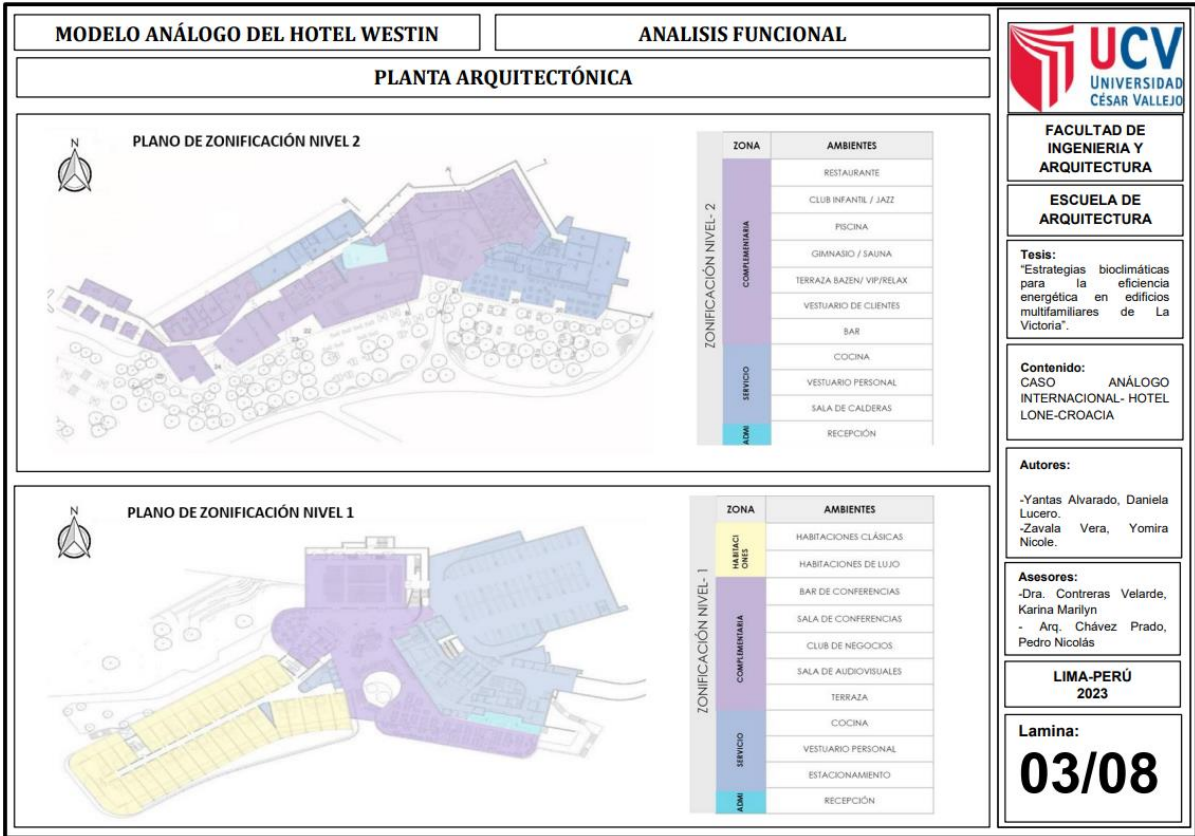 MODELO ANÁLOGO DEL HOTEL WESTIN
ANALISIS FUNCIONAL
PLANTA ARQUITECTÓNICA
PLANO DE ZONIFICACIÓN NIVEL 2
N
ZONIFICACIÓN NIVEL- 2
ZONA
AMBIENTES
COMPLEMENTARIA
RESTAURANTE
CLUB INFANTIL / JAZZ
PISCINA
GIMNASIO / SAUNA
TERRAZA BAZEN/ VIP/RELAX
VESTUARIO DE CLIENTES
BAR
SERVICIO
COCINA
VESTUARIO PERSONAL
SALA DE CALDERAS
ADMI
RECEPCIÓN
PLANO DE ZONIFICACIÓN NIVEL 1
N
ZONIFICACIÓN NIVEL- 1
ZONA
AMBIENTES
HABITACI
ONES
HABITACIONES CLÁSICAS
HABITACIONES DE LUJO
COMPLEMENTARIA
BAR DE CONFERENCIAS
SALA DE CONFERENCIAS
CLUB DE NEGOCIOS
SALA DE AUDIOVISUALES
TERRAZA
SERVICIO
COCINA
VESTUARIO PERSONAL
ESTACIONAMIENTO
ADMI
RECEPCIÓN
UCV
UNIVERSIDAD
CÉSAR VALLEJO
FACULTAD DE
INGENIERIA Y
ARQUITECTURA
ESCUELA DE
ARQUITECTURA
Tesis:
"Estrategias bioclimáticas
para la eficiencia
energética en edificios
multifamiliares de La
Victoria".
Contenido:
CASO ANÁLOGO
INTERNACIONAL- HOTEL
LONE-CROACIA
Autores:
-Yantas Alvarado, Daniela
Lucero.
-Zavala Vera, Yomira
Nicole.
Asesores:
-Dra. Contreras Velarde,
Karina Marilyn
- Arq. Chávez Prado,
Pedro Nicolás
LIMA-PERÚ
2023
Lamina:
03/08